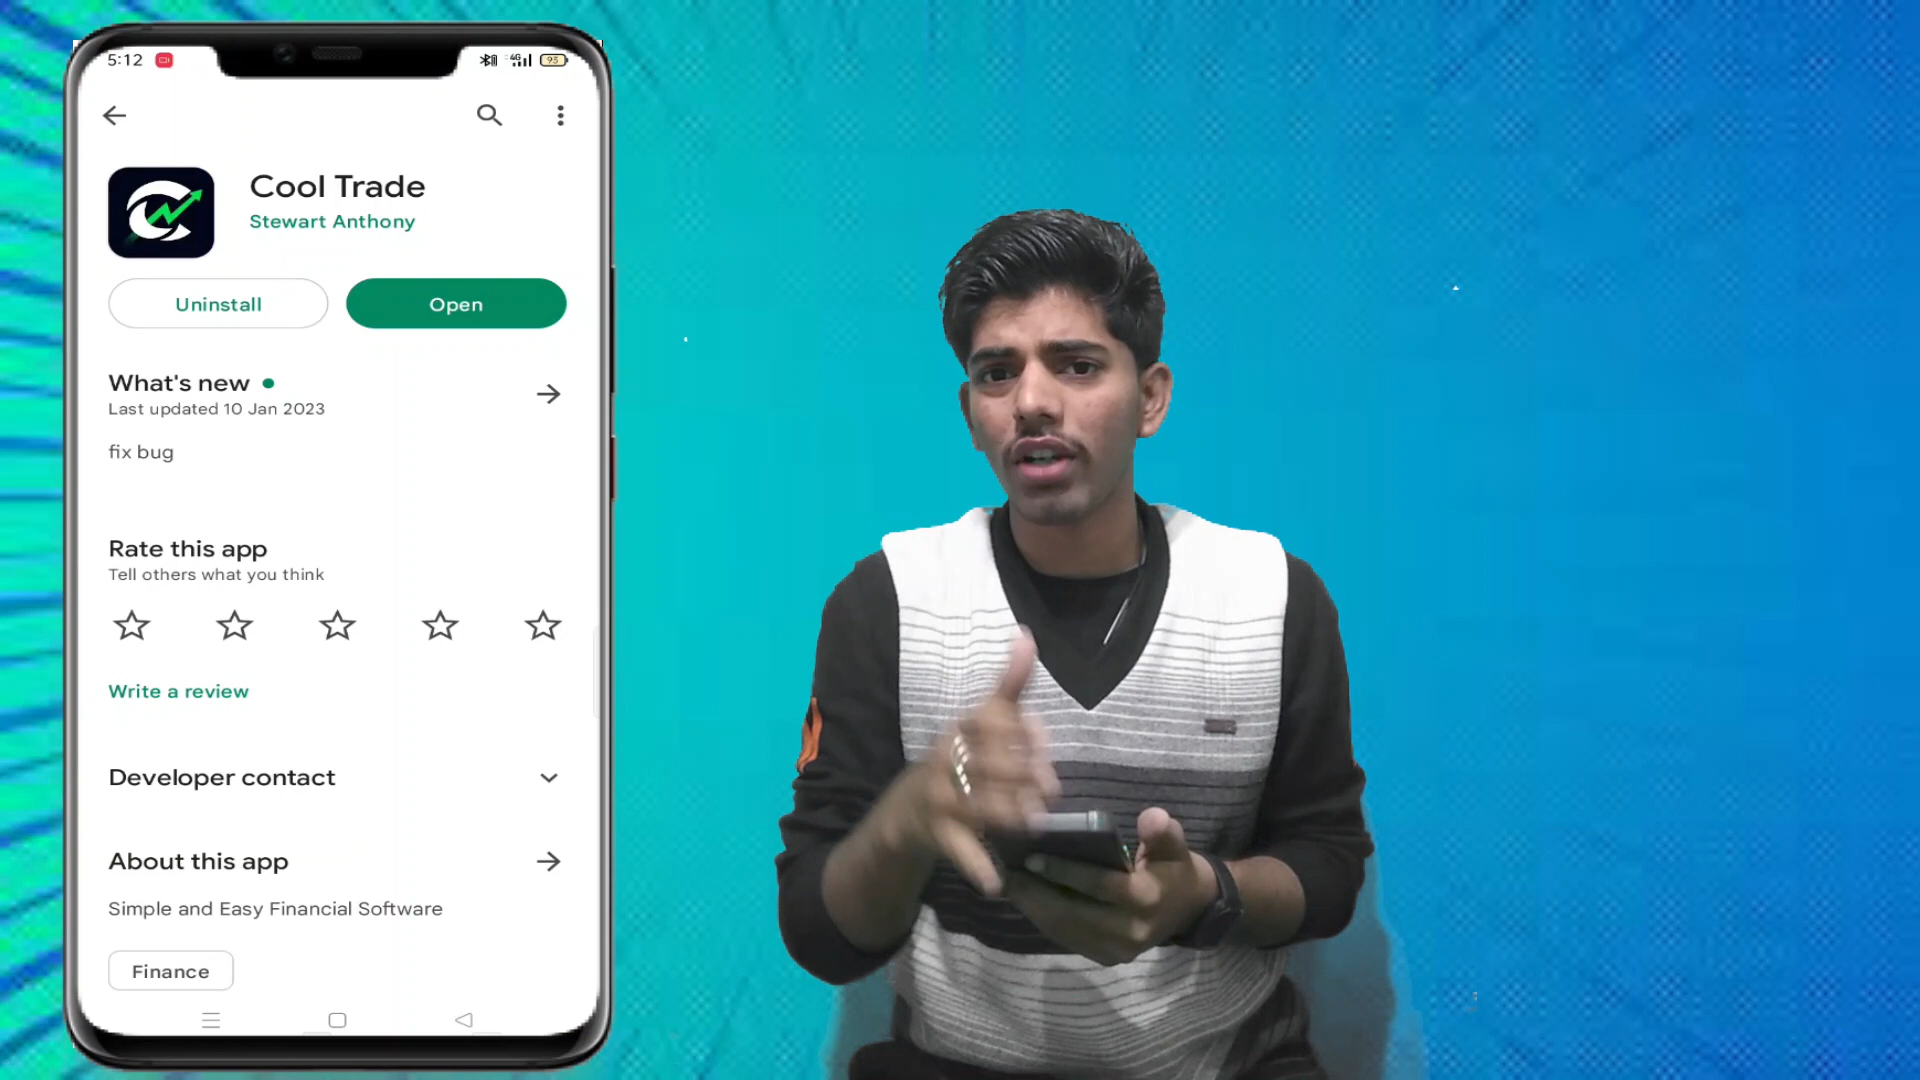 5:12
4G
93
Cool Trade
Stewart Anthony
Uninstall
Open
What's new
Last updated 10 Jan 2023
fix bug
Rate this app
Tell others what you think
Write a review
Developer contact
About this app
Simple and Easy Financial Software
Finance